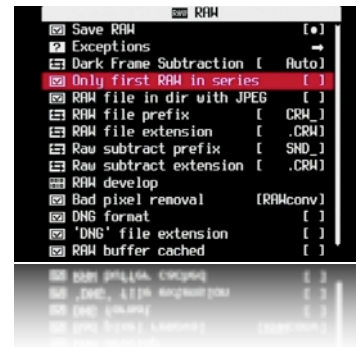 RAW RAW
Save RAW [•]
? Exceptions →
Dark Frame Subtraction [ Auto]
Only first RAW in series [ ]
RAW file in dir with JPEG [ ]
RAW file prefix [ CRW_]
RAW file extension [ .CRW]
Raw subtract prefix [ SND_]
Raw subtract extension [ .CRW]
RAW develop
Bad pixel removal [RAWconv]
DNG format [ ]
'DNG' file extension [ ]
RAW buffer cached [ ]